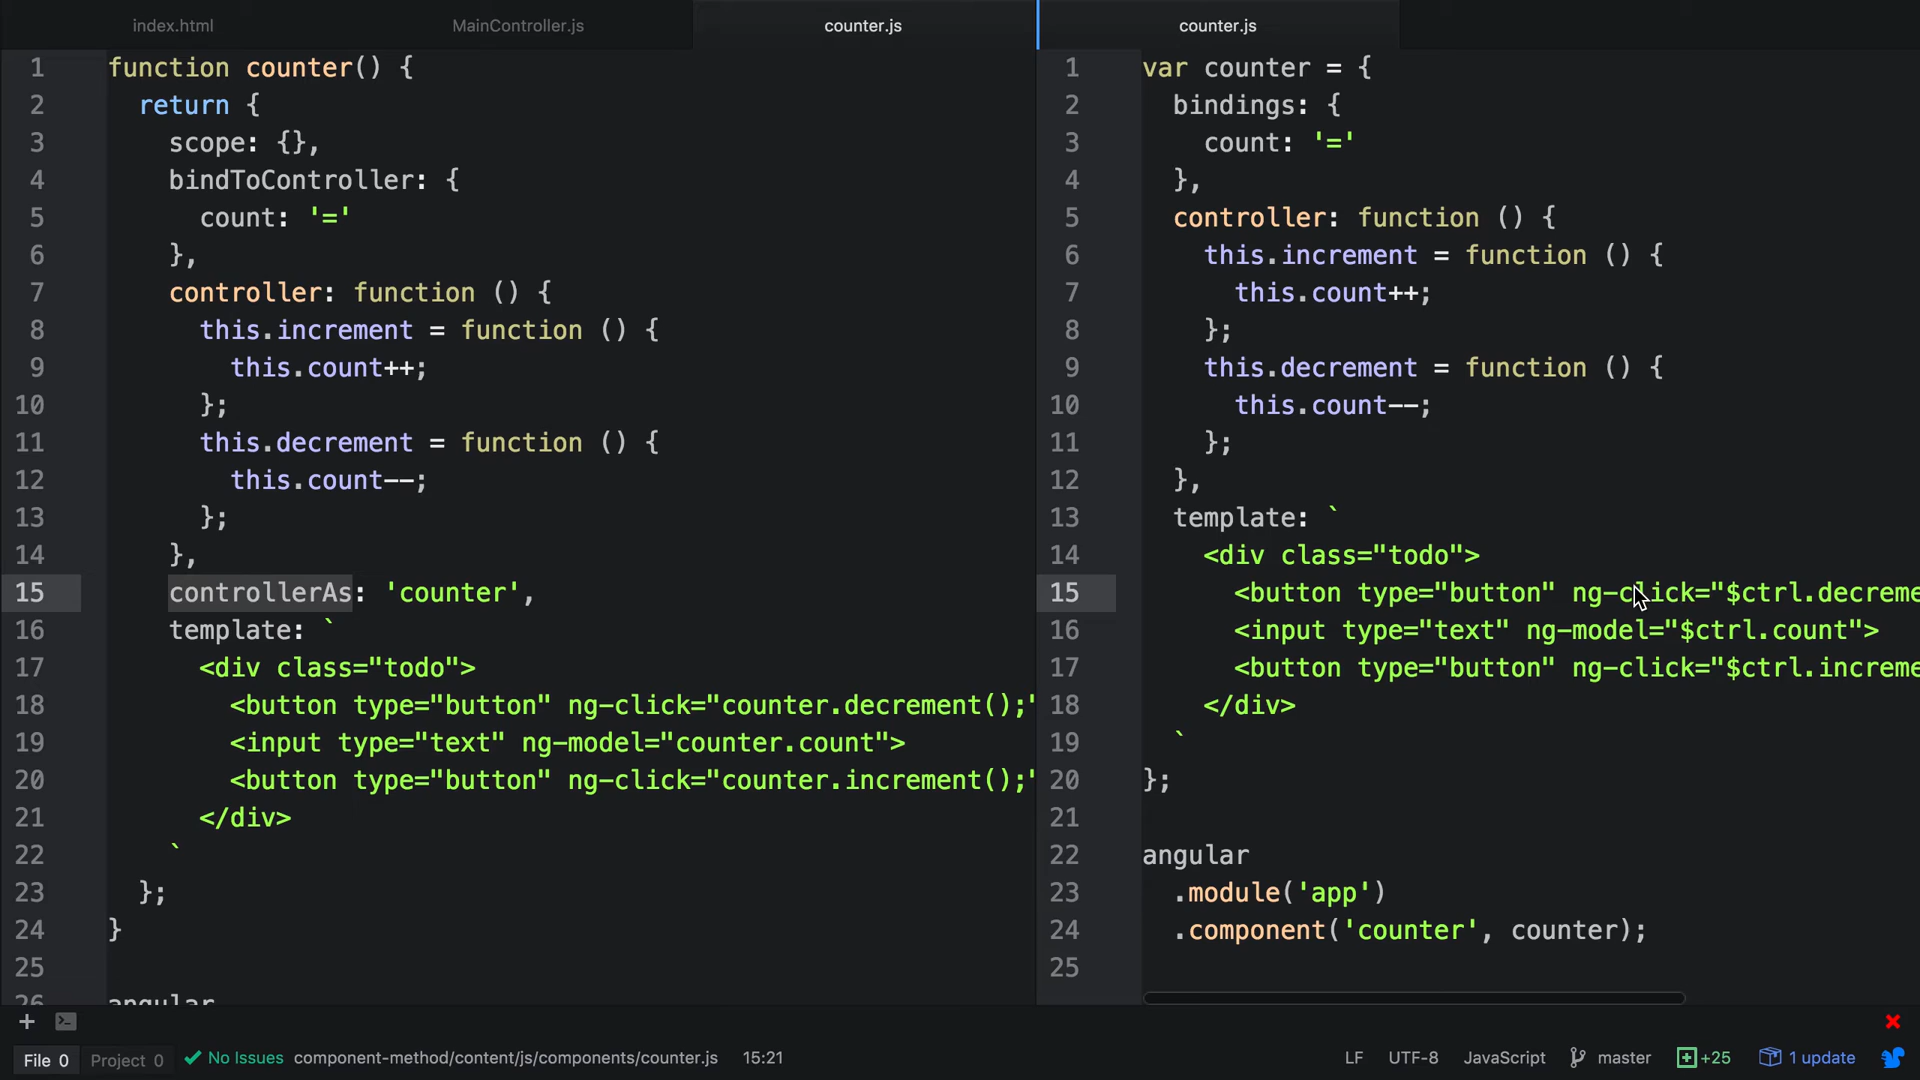 index.html
MainController.js
counter.js
counter.js
1 function counter() {
2 return {
3 scope: {},
4 bindToController: {
5 count: '='
6 },
7 controller: function () {
8 this.increment = function () {
9 this.count++;
10 };
11 this.decrement = function () {
12 this.count--;
13 };
14 },
15 controllerAs: 'counter',
16 template: `
17 <div class="todo">
18 <button type="button" ng-click="counter.decrement();"
19 <input type="text" ng-model="counter.count">
20 <button type="button" ng-click="counter.increment();"
21 </div>
22 `
23 };
24 }
25
26 angular
1 var counter = {
2 bindings: {
3 count: '='
4 },
5 controller: function () {
6 this.increment = function () {
7 this.count++;
8 };
9 this.decrement = function () {
10 this.count--;
11 };
12 },
13 template: `
14 <div class="todo">
15 <button type="button" ng-click="$ctrl.decreme
16 <input type="text" ng-model="$ctrl.count">
17 <button type="button" ng-click="$ctrl.increme
18 </div>
19 `
20 };
21
22 angular
23 .module('app')
24 .component('counter', counter);
25
File 0 Project 0 No Issues component-method/content/js/components/counter.js 15:21 LF UTF-8 JavaScript master +25 1 update